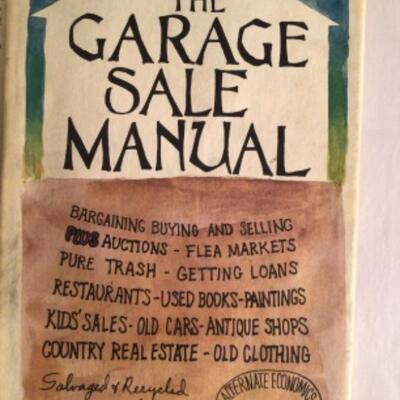 THE
GARAGE
SALE
MANUAL
BARGAINING BUYING AND SELLING
PLUS AUCTIONS - FLEA MARKETS
PURE TRASH - GETTING LOANS
RESTAURANTS - USED BOOKS - PAINTINGS
KIDS' SALES - OLD CARS - ANTIQUE SHOPS
COUNTRY REAL ESTATE - OLD CLOTHING
Salvaged & Recycled
ALTERNATE ECONOMICS